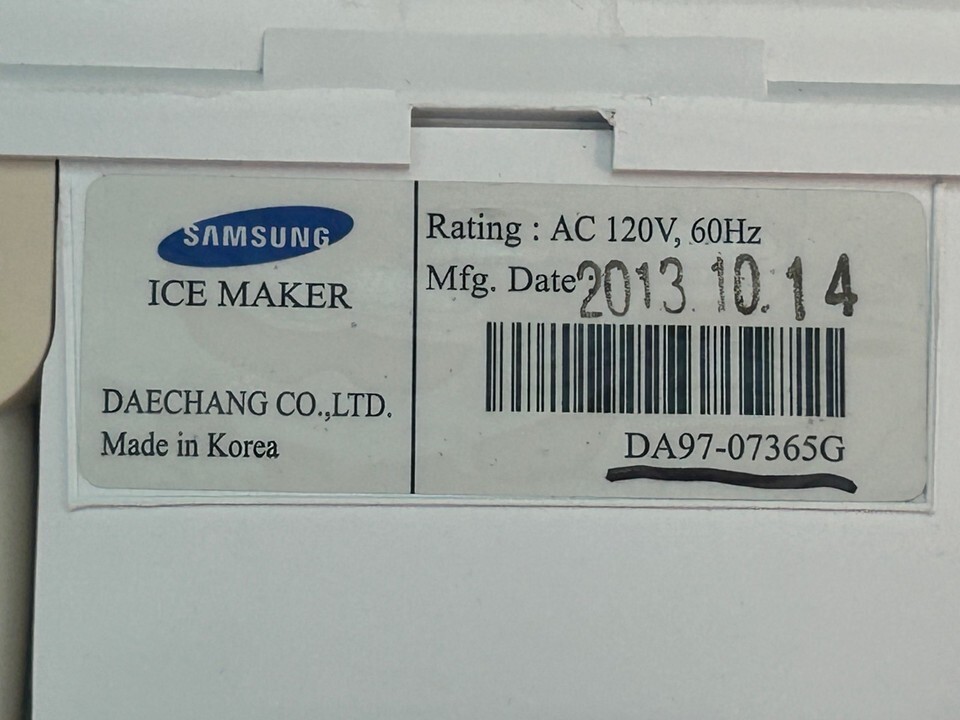 SAMSUNG
ICE MAKER
DAECHANG CO.,LTD.
Made in Korea
Rating : AC 120V, 60Hz
Mfg. Date: 2013.10.14
DA97-07365G